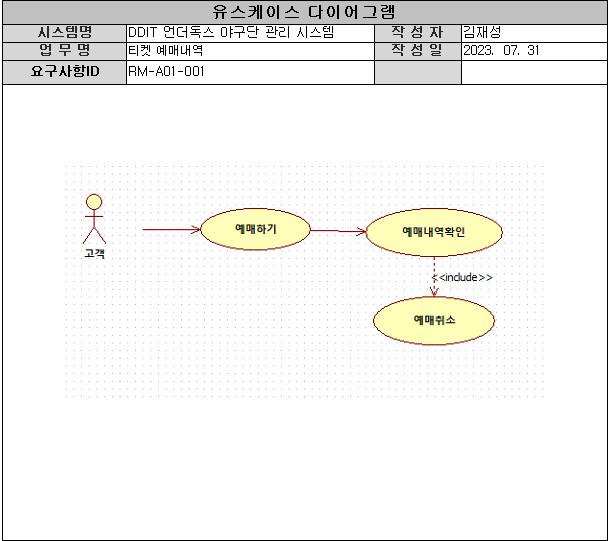 유스케이스 다이어그램
시스템명 DDIT 언더독스 야구단 관리 시스템 작 성 자 김재성
업 무 명 티켓 예매내역 작 성 일 2023. 07. 31
요구사항ID RM-A01-001
예매하기
예매내역확인
고객
<<include>>
예매취소